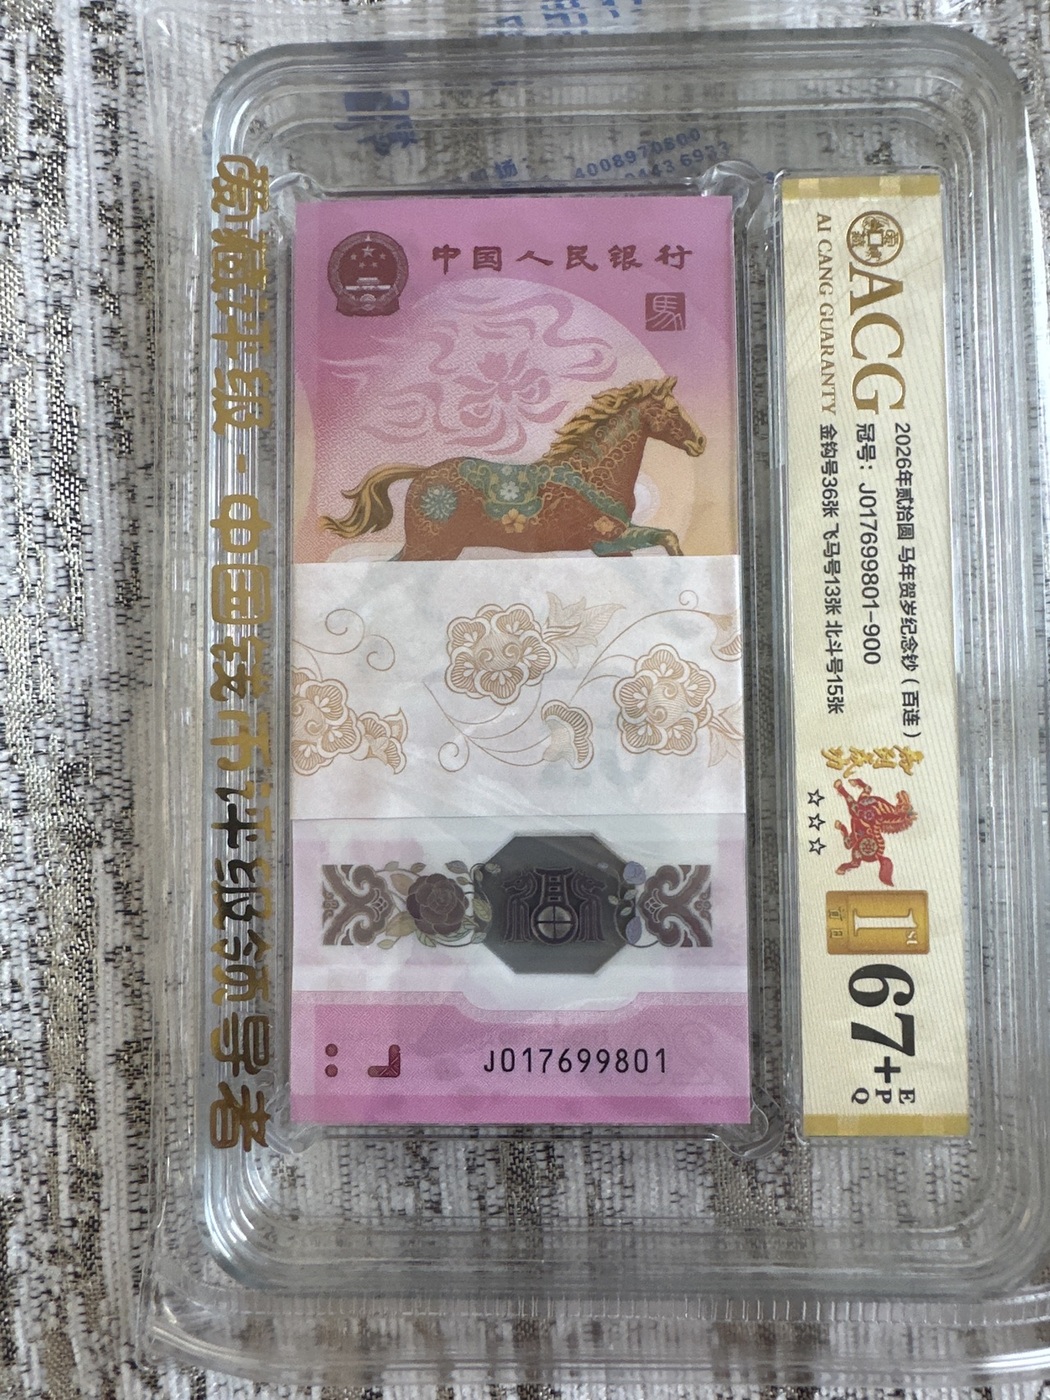 4008970800
爱藏评级-中国钱币评级领导者
中国人民银行
馬
J017699801
ACG
AI CANG GUARANTY
2026年贰拾圆 马年贺岁纪念钞（百连）
冠号：J017699801-900
金钩号36张 飞马号13张 北斗号15张
☆☆☆
1ST
67+
EPQ